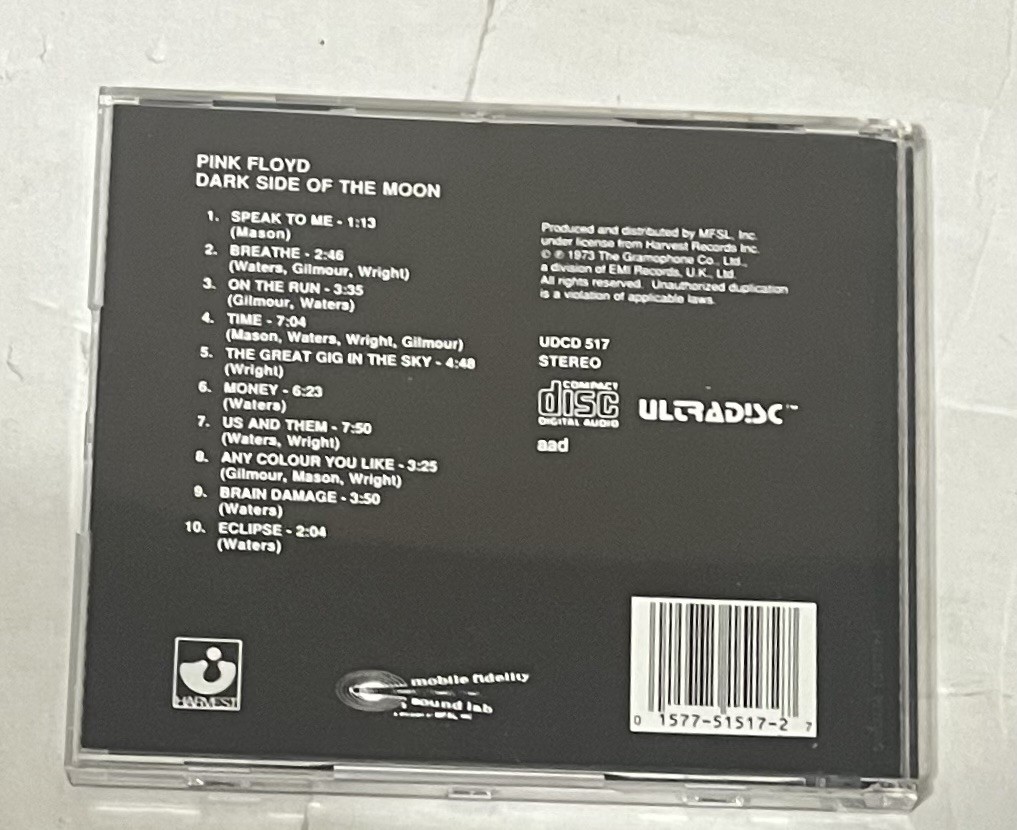 PINK FLOYD
DARK SIDE OF THE MOON
1. SPEAK TO ME - 1:13
(Mason)
2. BREATHE - 2:46
(Waters, Gilmour, Wright)
3. ON THE RUN - 3:35
(Gilmour, Waters)
4. TIME - 7:04
(Mason, Waters, Wright, Gilmour)
5. THE GREAT GIG IN THE SKY - 4:48
(Wright)
6. MONEY - 6:23
(Waters)
7. US AND THEM - 7:50
(Waters, Wright)
8. ANY COLOUR YOU LIKE - 3:25
(Gilmour, Mason, Wright)
9. BRAIN DAMAGE - 3:50
(Waters)
10. ECLIPSE - 2:04
(Waters)
Produced and distributed by MFSL, Inc.
under license from Harvest Records Inc.
© ℗ 1973 The Gramophone Co., Ltd.,
a division of EMI Records, U.K., Ltd.
All rights reserved. Unauthorized duplication
is a violation of applicable laws.
UDCD 517
STEREO
COMPACT
disc
DIGITAL AUDIO
ULTRADISC™
aad
HARVEST
mobile fidelity
sound lab
a division of MFSL, inc.
0 1577-51517-2 7